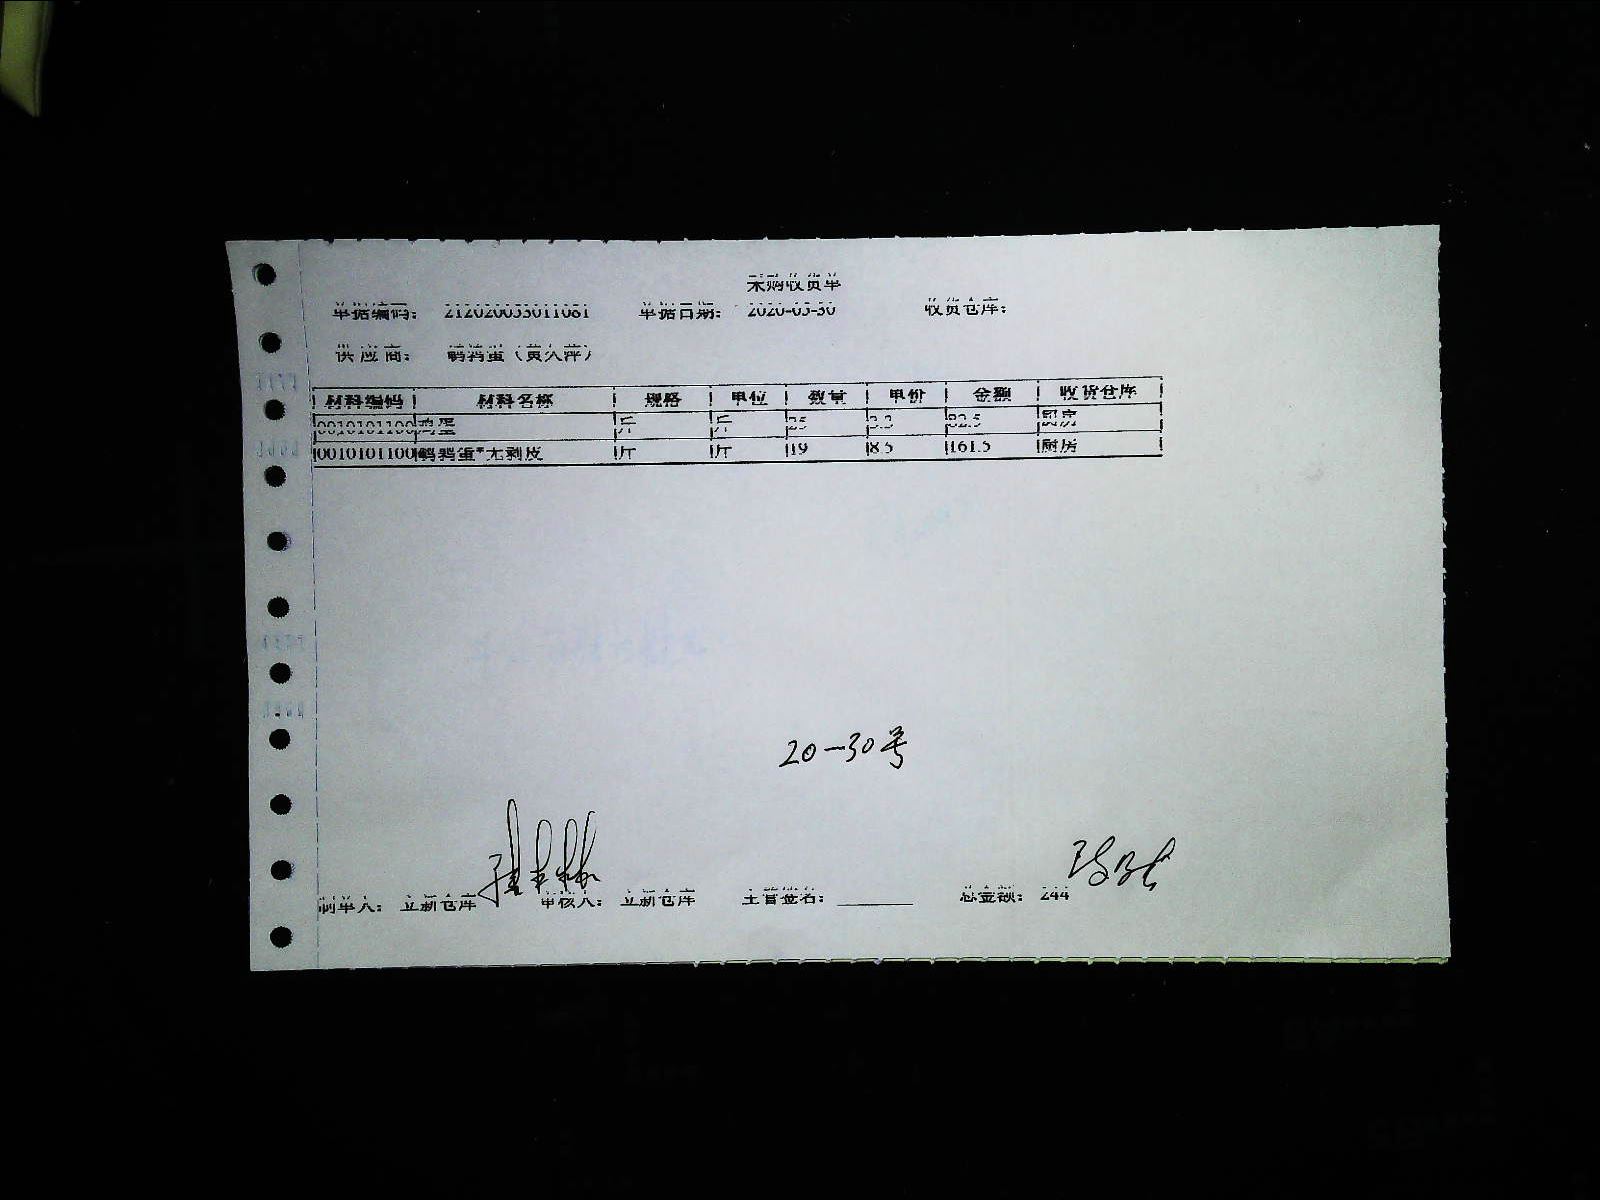 采购收货单
单据编码： 212020053011081 单据日期： 2020-05-30 收货仓库：
供应商： 鹌鹑蛋（黄久萍）
材料编码 材料名称 规格 单位 数量 单价 金额 收货仓库
0010101100 鸡蛋 斤 斤 25 3.3 82.5 厨房
0010101100 鹌鹑蛋*无剥皮 斤 斤 19 8.5 161.5 厨房
20-30号
制单人： 立新仓库 审核人： 立新仓库 主管签名： 总金额： 244